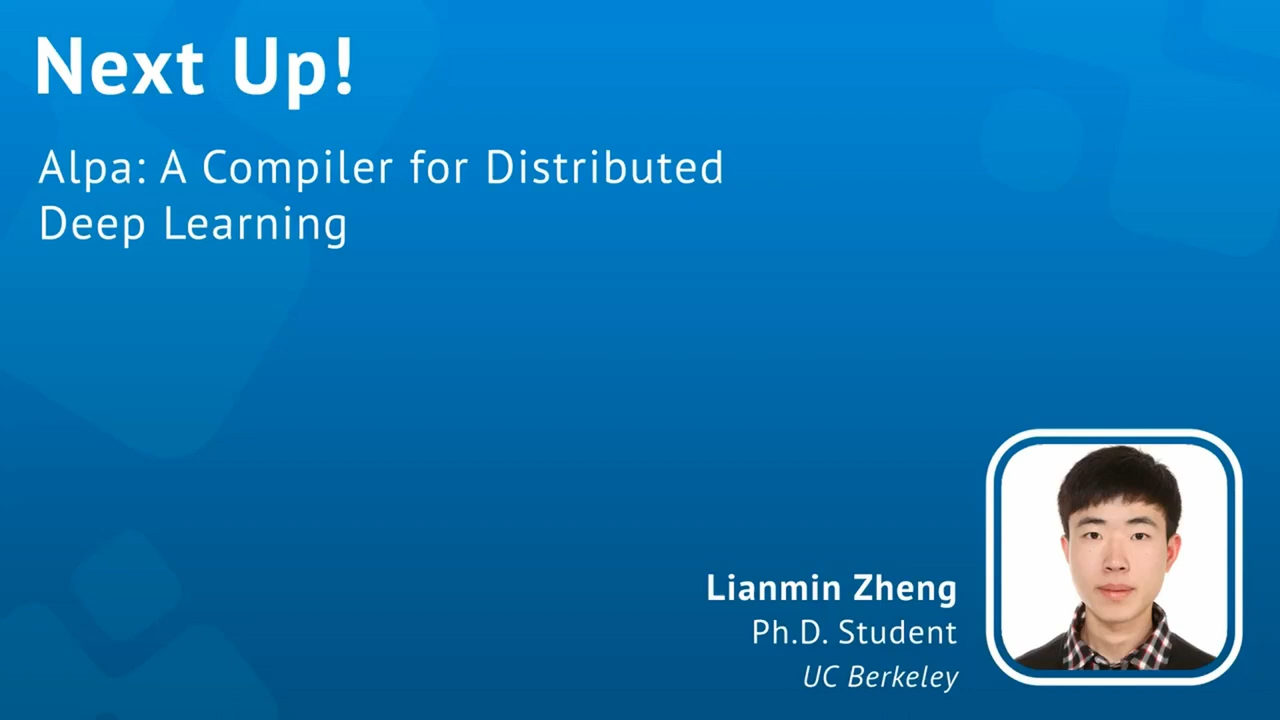 Next Up!
Alpa: A Compiler for Distributed
Deep Learning
Lianmin Zheng
Ph.D. Student
UC Berkeley